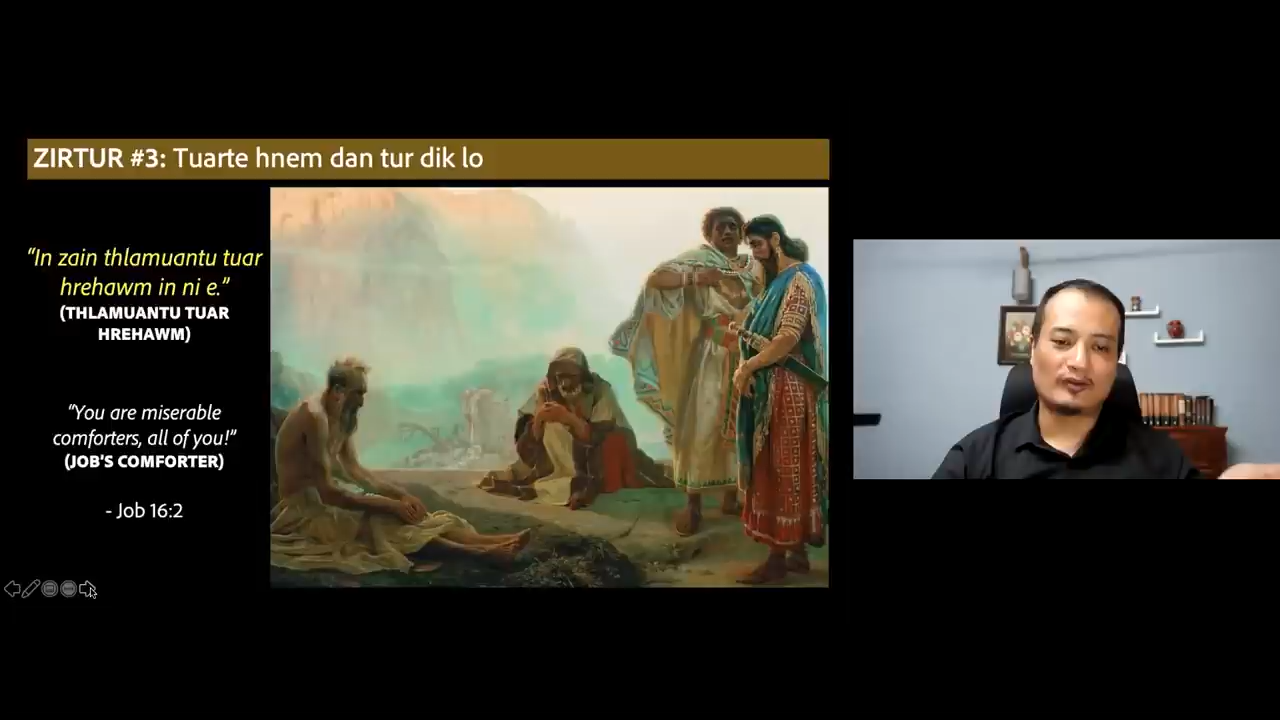 ZIRTUR #3: Tuarte hnem dan tur dik lo
“In zain thlamuantu tuar
hrehawm in ni e.”
(THLAMUANTU TUAR
HREHAWM)
“You are miserable
comforters, all of you!”
(JOB’S COMFORTER)
- Job 16:2